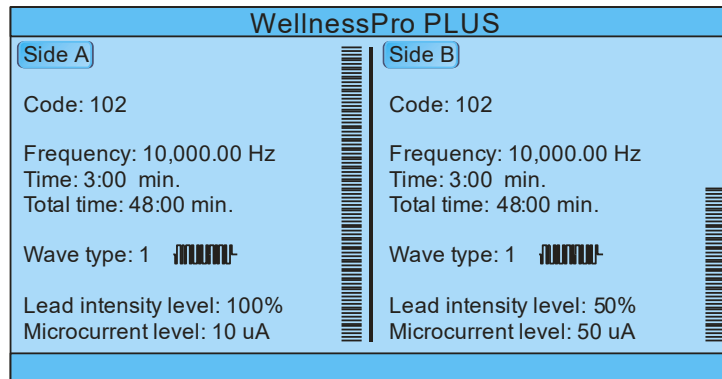 WellnessPro PLUS
Side A
Code: 102
Frequency: 10,000.00 Hz
Time: 3:00 min.
Total time: 48:00 min.
Wave type: 1
Lead intensity level: 100%
Microcurrent level: 10 uA
Side B
Code: 102
Frequency: 10,000.00 Hz
Time: 3:00 min.
Total time: 48:00 min.
Wave type: 1
Lead intensity level: 50%
Microcurrent level: 50 uA